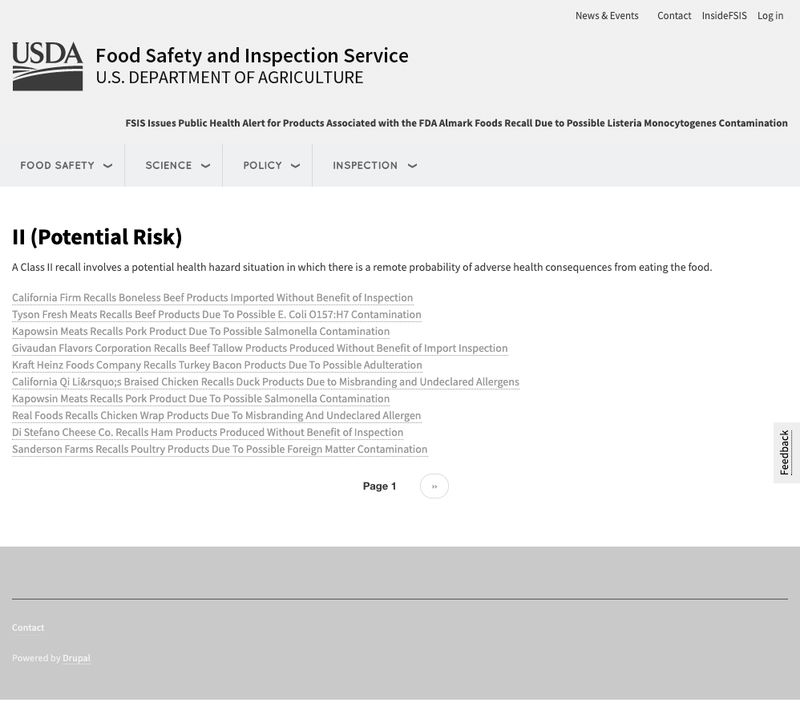 News & Events Contact InsideFSIS Log in
USDA
Food Safety and Inspection Service
U.S. DEPARTMENT OF AGRICULTURE
FSIS Issues Public Health Alert for Products Associated with the FDA Almark Foods Recall Due to Possible Listeria Monocytogenes Contamination
FOOD SAFETY SCIENCE POLICY INSPECTION
II (Potential Risk)
A Class II recall involves a potential health hazard situation in which there is a remote probability of adverse health consequences from eating the food.
California Firm Recalls Boneless Beef Products Imported Without Benefit of Inspection
Tyson Fresh Meats Recalls Beef Products Due To Possible E. Coli O157:H7 Contamination
Kapowsin Meats Recalls Pork Product Due To Possible Salmonella Contamination
Givaudan Flavors Corporation Recalls Beef Tallow Products Produced Without Benefit of Import Inspection
Kraft Heinz Foods Company Recalls Turkey Bacon Products Due To Possible Adulteration
California Qi Li&rsquo;s Braised Chicken Recalls Duck Products Due to Misbranding and Undeclared Allergens
Kapowsin Meats Recalls Pork Product Due To Possible Salmonella Contamination
Real Foods Recalls Chicken Wrap Products Due To Misbranding And Undeclared Allergen
Di Stefano Cheese Co. Recalls Ham Products Produced Without Benefit of Inspection
Sanderson Farms Recalls Poultry Products Due To Possible Foreign Matter Contamination
Feedback
Page 1 ››
Contact
Powered by Drupal